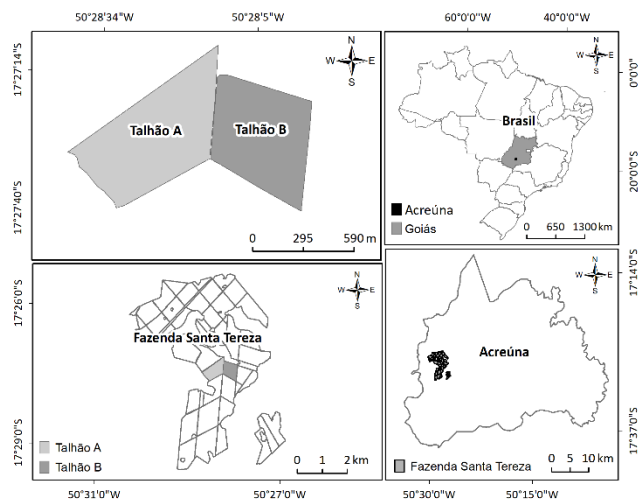 50°28'34"W
50°28'5"W
17°27'14"S
17°27'40"S
N
W
E
S
Talhão A
Talhão B
0 295 590 m
60°0'0"W
40°0'0"W
0°0'0"
20°0'0"S
N
W
E
S
Brasil
Acreúna
Goiás
0 650 1300 km
17°26'0"S
17°29'0"S
N
W
E
S
Fazenda Santa Tereza
Talhão A
Talhão B
0 1 2 km
50°31'0"W
50°27'0"W
17°14'0"S
17°37'0"S
N
W
E
S
Acreúna
Fazenda Santa Tereza
0 5 10 km
50°30'0"W
50°15'0"W